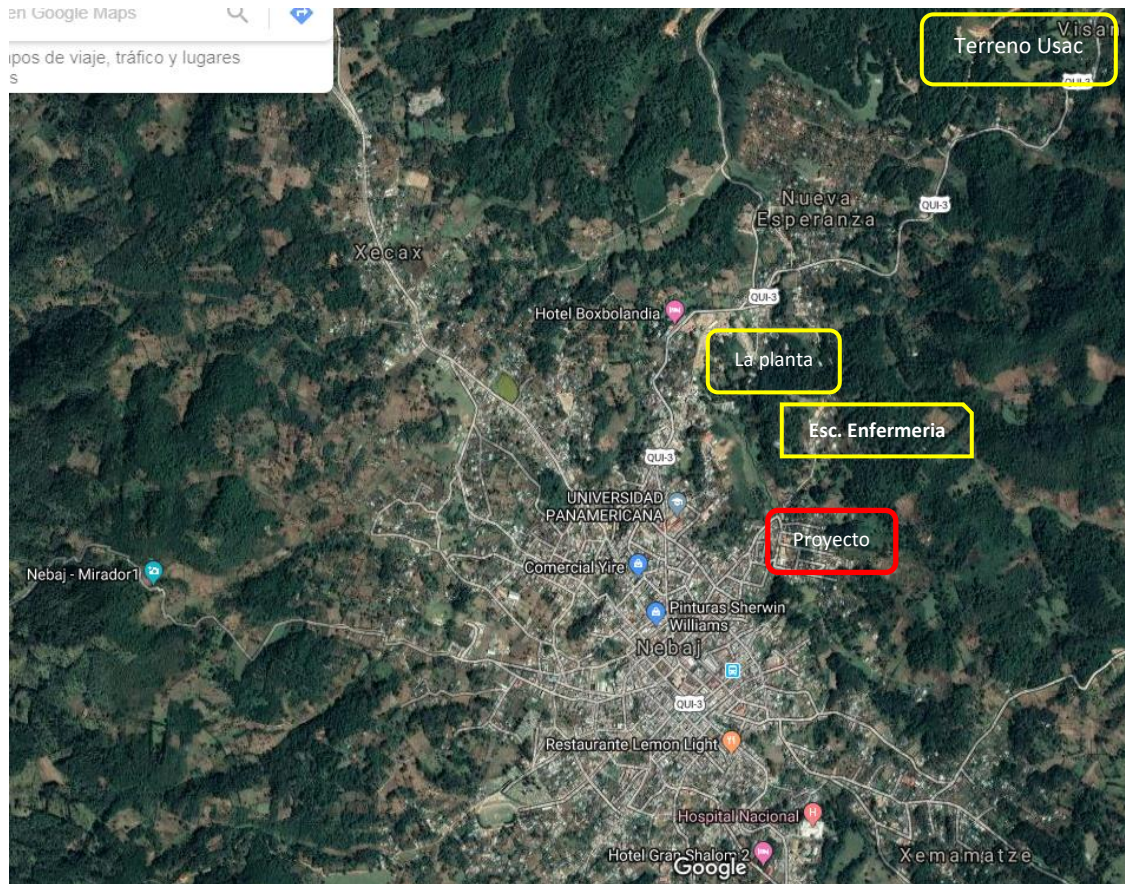 en Google Maps
pos de viaje, tráfico y lugares
s
Visan
Terreno Usac
QUI-3
Nueva
Esperanza
QUI-3
Xecax
QUI-3
Hotel Boxbolandia
La planta
Esc. Enfermeria
QUI-3
UNIVERSIDAD
PANAMERICANA
Proyecto
Comercial Yire
Nebaj - Mirador1
Pinturas Sherwin
Williams
Nebaj
QUI-3
Restaurante Lemon Light
Hospital Nacional
Hotel Gran Shalom 2
Google
Xemamatze